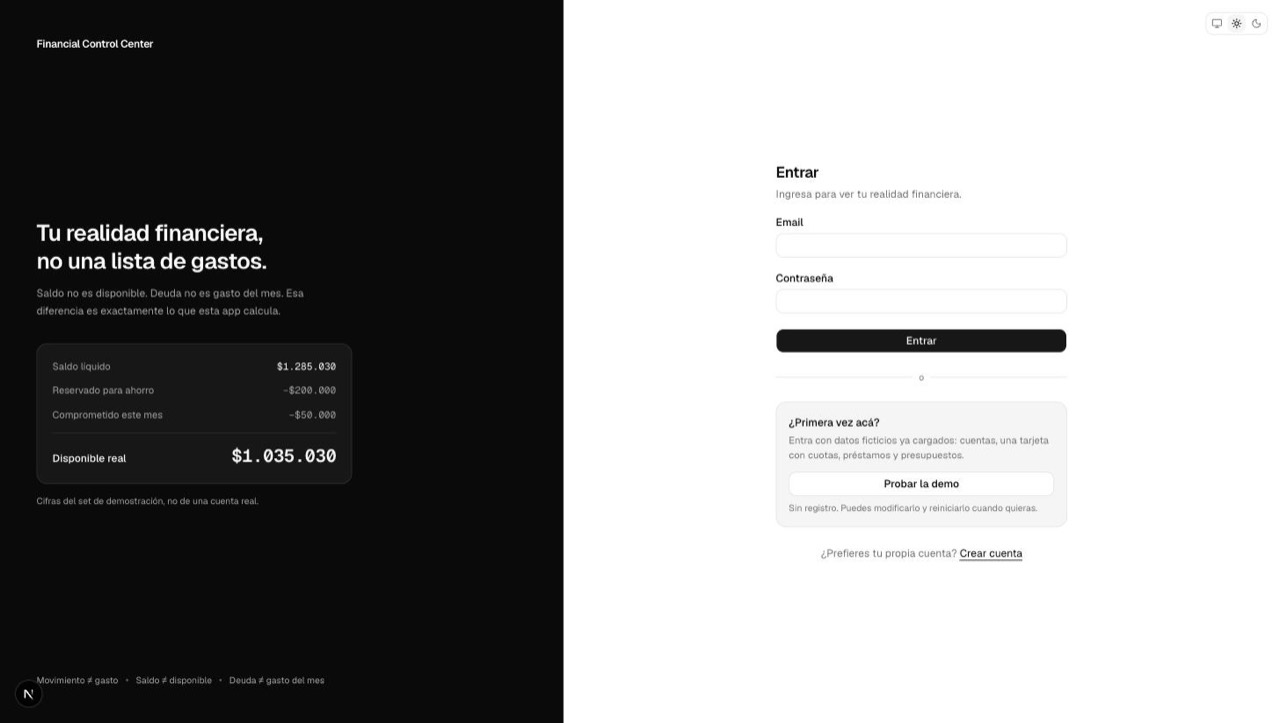 Financial Control Center
Tu realidad financiera,
no una lista de gastos.
Saldo no es disponible. Deuda no es gasto del mes. Esa
diferencia es exactamente lo que esta app calcula.
Saldo líquido $1.285.030
Reservado para ahorro -$200.000
Comprometido este mes -$50.000
Disponible real $1.035.030
Cifras del set de demostración, no de una cuenta real.
Movimiento ≠ gasto • Saldo ≠ disponible • Deuda ≠ gasto del mes
N
Entrar
Ingresa para ver tu realidad financiera.
Email
Contraseña
Entrar
o
¿Primera vez acá?
Entra con datos ficticios ya cargados: cuentas, una tarjeta
con cuotas, préstamos y presupuestos.
Probar la demo
Sin registro. Puedes modificarlo y reiniciarlo cuando quieras.
¿Prefieres tu propia cuenta? Crear cuenta